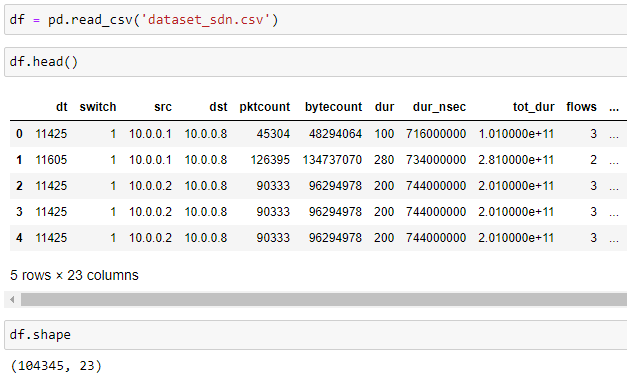 df = pd.read_csv('dataset_sdn.csv')
df.head()
dt switch src dst pktcount bytecount dur dur_nsec tot_dur flows ...
0 11425 1 10.0.0.1 10.0.0.8 45304 48294064 100 716000000 1.010000e+11 3 ...
1 11605 1 10.0.0.1 10.0.0.8 126395 134737070 280 734000000 2.810000e+11 2 ...
2 11425 1 10.0.0.2 10.0.0.8 90333 96294978 200 744000000 2.010000e+11 3 ...
3 11425 1 10.0.0.2 10.0.0.8 90333 96294978 200 744000000 2.010000e+11 3 ...
4 11425 1 10.0.0.2 10.0.0.8 90333 96294978 200 744000000 2.010000e+11 3 ...
5 rows × 23 columns
df.shape
(104345, 23)